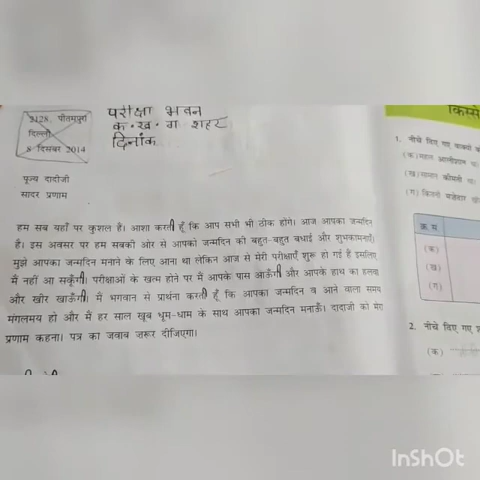 2128, पीतमपुरा
दिल्ली
8 दिसंबर 2014
परीक्षा भवन
क.ख.ग शहर
दिनांक
पूज्य दादीजी
सादर प्रणाम
हम सब यहाँ पर कुशल हैं। आशा करती हूँ कि आप सभी भी ठीक होंगे। आज आपका जन्मदिन
है। इस अवसर पर हम सबकी ओर से आपको जन्मदिन की बहुत-बहुत बधाई और शुभकामनाएँ।
मुझे आपका जन्मदिन मनाने के लिए आना था लेकिन आज से मेरी परीक्षाएँ शुरू हो गई हैं इसलिए
मैं नहीं आ सकूँगी। परीक्षाओं के खत्म होने पर मैं आपके पास आऊँगी और आपके हाथ का हलवा
और खीर खाऊँगी। मैं भगवान से प्रार्थना करती हूँ कि आपका जन्मदिन व आने वाला समय
मंगलमय हो और मैं हर साल खूब धूम-धाम के साथ आपका जन्मदिन मनाऊँ। दादाजी को मेरा
प्रणाम कहना। पत्र का जवाब ज़रूर दीजिएगा।
किस्से
1. नीचे दिए गए वाक्यों
(क)
(ख)
(ग)
क्र म
(क)
(ख)
(ग)
2. नीचे दिए गए
(क)
InShOt